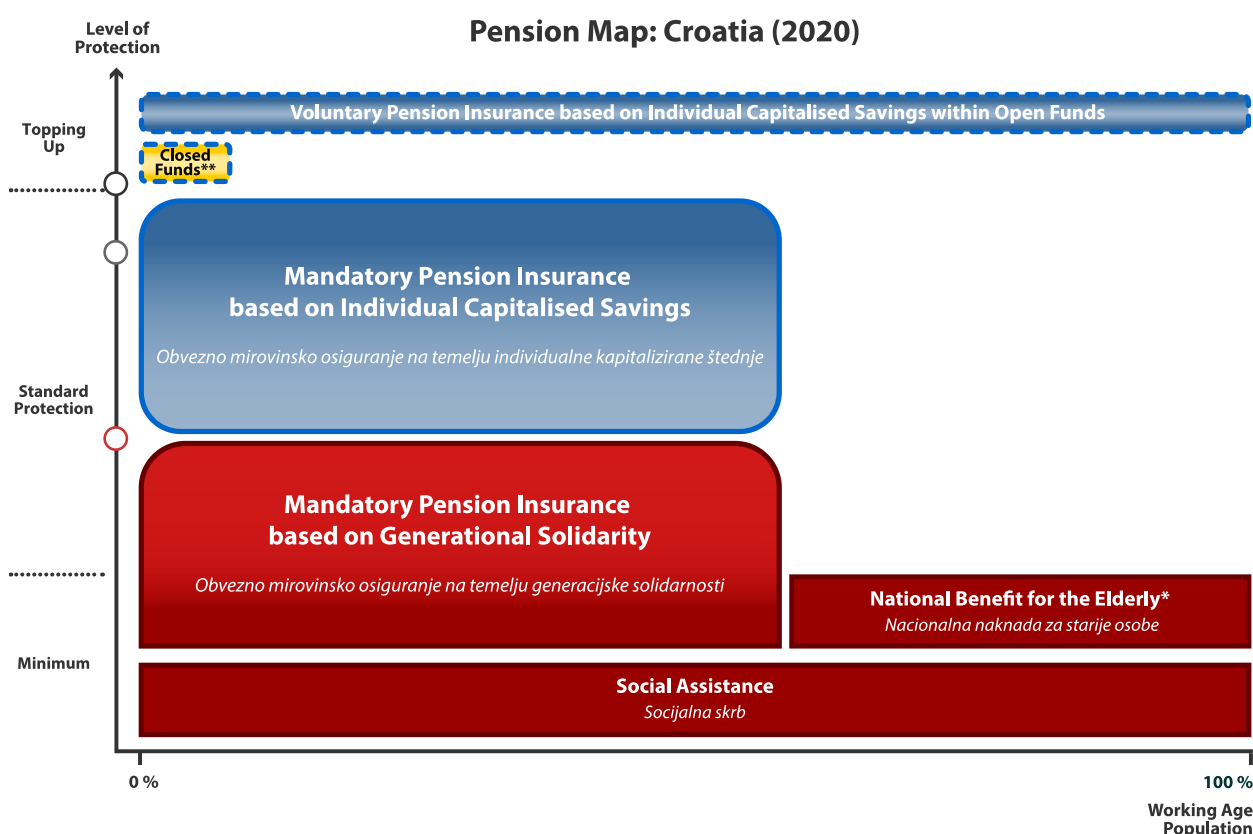 Pension Map: Croatia (2020)
Level of
Protection
Topping
Up
Voluntary Pension Insurance based on Individual Capitalised Savings within Open Funds
Closed
Funds**
Mandatory Pension Insurance
based on Individual Capitalised Savings
Obvezno mirovinsko osiguranje na temelju individualne kapitalizirane štednje
Standard
Protection
Mandatory Pension Insurance
based on Generational Solidarity
Obvezno mirovinsko osiguranje na temelju generacijske solidarnosti
National Benefit for the Elderly*
Nacionalna naknada za starije osobe
Minimum
Social Assistance
Socijalna skrb
0 %
100 %
Working Age
Population